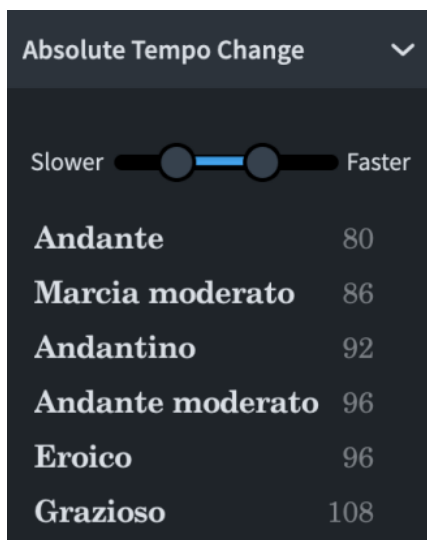 Absolute Tempo Change
Slower Faster
Andante 80
Marcia moderato 86
Andantino 92
Andante moderato 96
Eroico 96
Grazioso 108